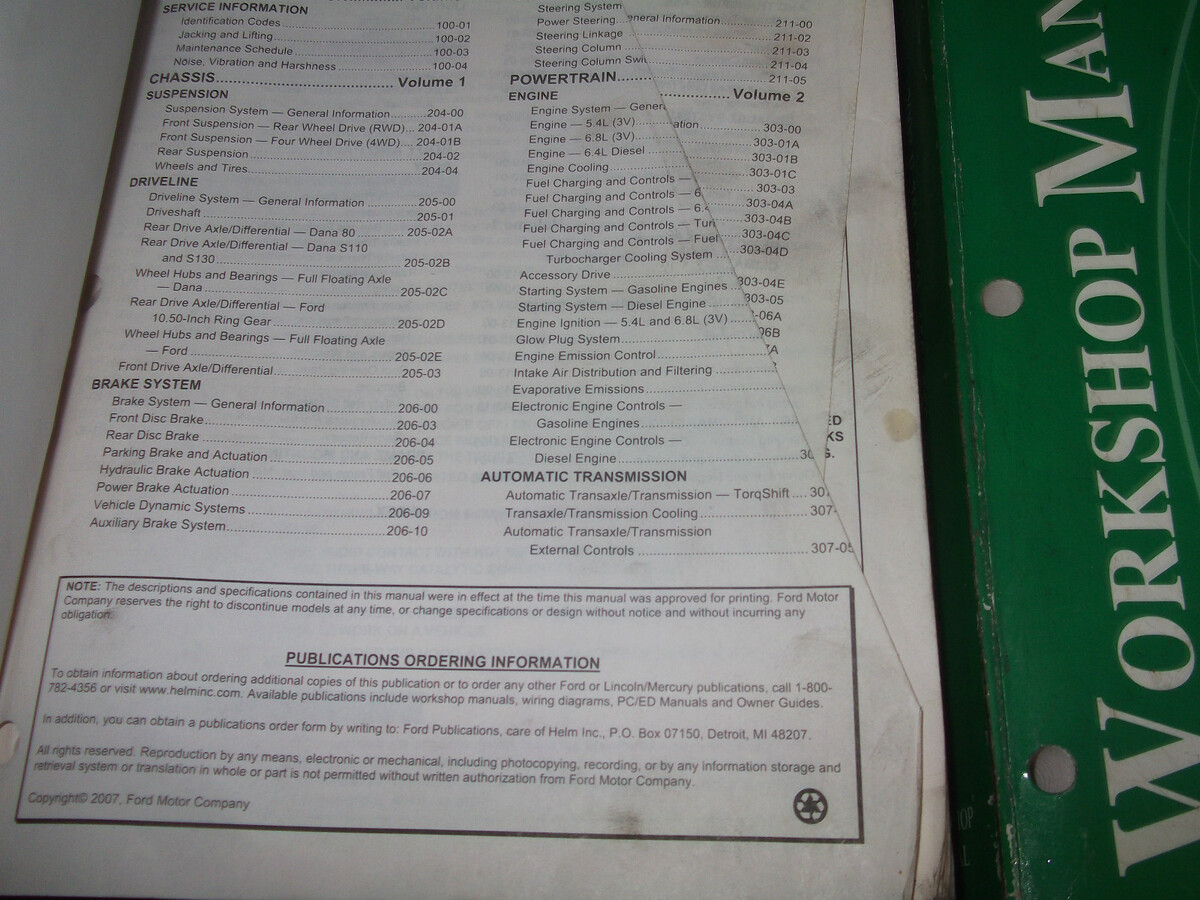 SERVICE INFORMATION
Identification Codes 100-01
Jacking and Lifting 100-02
Maintenance Schedule 100-03
Noise, Vibration and Harshness 100-04
CHASSIS Volume 1
SUSPENSION
Suspension System — General Information 204-00
Front Suspension — Rear Wheel Drive (RWD) 204-01A
Front Suspension — Four Wheel Drive (4WD) 204-01B
Rear Suspension 204-02
Wheels and Tires 204-04
DRIVELINE
Driveline System — General Information 205-00
Driveshaft 205-01
Rear Drive Axle/Differential — Dana 80 205-02A
Rear Drive Axle/Differential — Dana S110
and S130 205-02B
Wheel Hubs and Bearings — Full Floating Axle
— Dana 205-02C
Rear Drive Axle/Differential — Ford
10.50-Inch Ring Gear 205-02D
Wheel Hubs and Bearings — Full Floating Axle
— Ford 205-02E
Front Drive Axle/Differential 205-03
BRAKE SYSTEM
Brake System — General Information 206-00
Front Disc Brake 206-03
Rear Disc Brake 206-04
Parking Brake and Actuation 206-05
Hydraulic Brake Actuation 206-06
Power Brake Actuation 206-07
Vehicle Dynamic Systems 206-09
Auxiliary Brake System 206-10
Steering System
Power Steering
Steering Linkage
Steering Column
Steering Column
POWERTRAIN
ENGINE
Engine System —
Engine — 5.4L (3V)
Engine — 6.8L (3V)
Engine — 6.4L Diesel
Engine Cooling
Fuel Charging and Controls —
Fuel Charging and Controls —
Fuel Charging and Controls —
Fuel Charging and Controls —
Fuel Charging and Controls — Fuel
Turbocharger Cooling System
Accessory Drive
Starting System — Gasoline Engines
Starting System — Diesel Engine
Engine Ignition — 5.4L and 6.8L (3V)
Glow Plug System
Engine Emission Control
Intake Air Distribution and Filtering
Evaporative Emissions
Electronic Engine Controls —
Gasoline Engines
Electronic Engine Controls —
Diesel Engine
AUTOMATIC TRANSMISSION
Automatic Transaxle/Transmission — TorqShift
Transaxle/Transmission Cooling
Automatic Transaxle/Transmission
External Controls 307-05
Information 211-00
211-02
211-03
211-04
211-05
Volume 2
303-00
303-01A
303-01B
303-01C
303-03
303-04A
303-04B
303-04C
303-04D
303-04E
303-05
-06A
06B
NOTE: The descriptions and specifications contained in this manual were in effect at the time this manual was approved for printing. Ford Motor
Company reserves the right to discontinue models at any time, or change specifications or design without notice and without incurring any
obligation.
PUBLICATIONS ORDERING INFORMATION
To obtain information about ordering additional copies of this publication or to order any other Ford or Lincoln/Mercury publications, call 1-800-
782-4356 or visit www.helminc.com. Available publications include workshop manuals, wiring diagrams, PC/ED Manuals and Owner Guides.
In addition, you can obtain a publications order form by writing to: Ford Publications, care of Helm Inc., P.O. Box 07150, Detroit, MI 48207.
All rights reserved. Reproduction by any means, electronic or mechanical, including photocopying, recording, or by any information storage and
retrieval system or translation in whole or part is not permitted without written authorization from Ford Motor Company.
Copyright© 2007, Ford Motor Company
WORKSHOP MAN